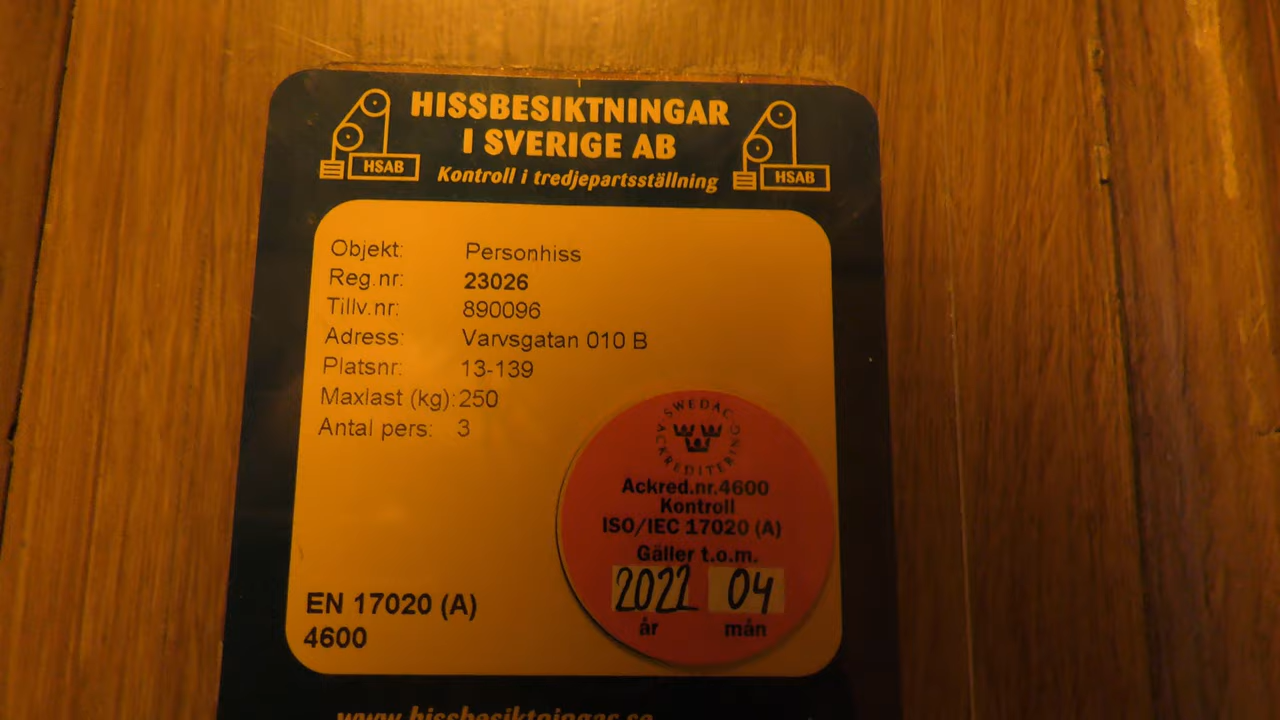 HISSBESIKTNINGAR
I SVERIGE AB
Kontroll i tredjepartsställning
HSAB
HSAB
Objekt: Personhiss
Reg.nr: 23026
Tillv.nr: 890096
Adress: Varvsgatan 010 B
Platsnr: 13-139
Maxlast (kg): 250
Antal pers: 3
SWEDAC
ACKREDITERING
Ackred.nr.4600
Kontroll
ISO/IEC 17020 (A)
Gäller t.o.m.
2022 04
år mån
EN 17020 (A)
4600
www.hissbesiktningar.se